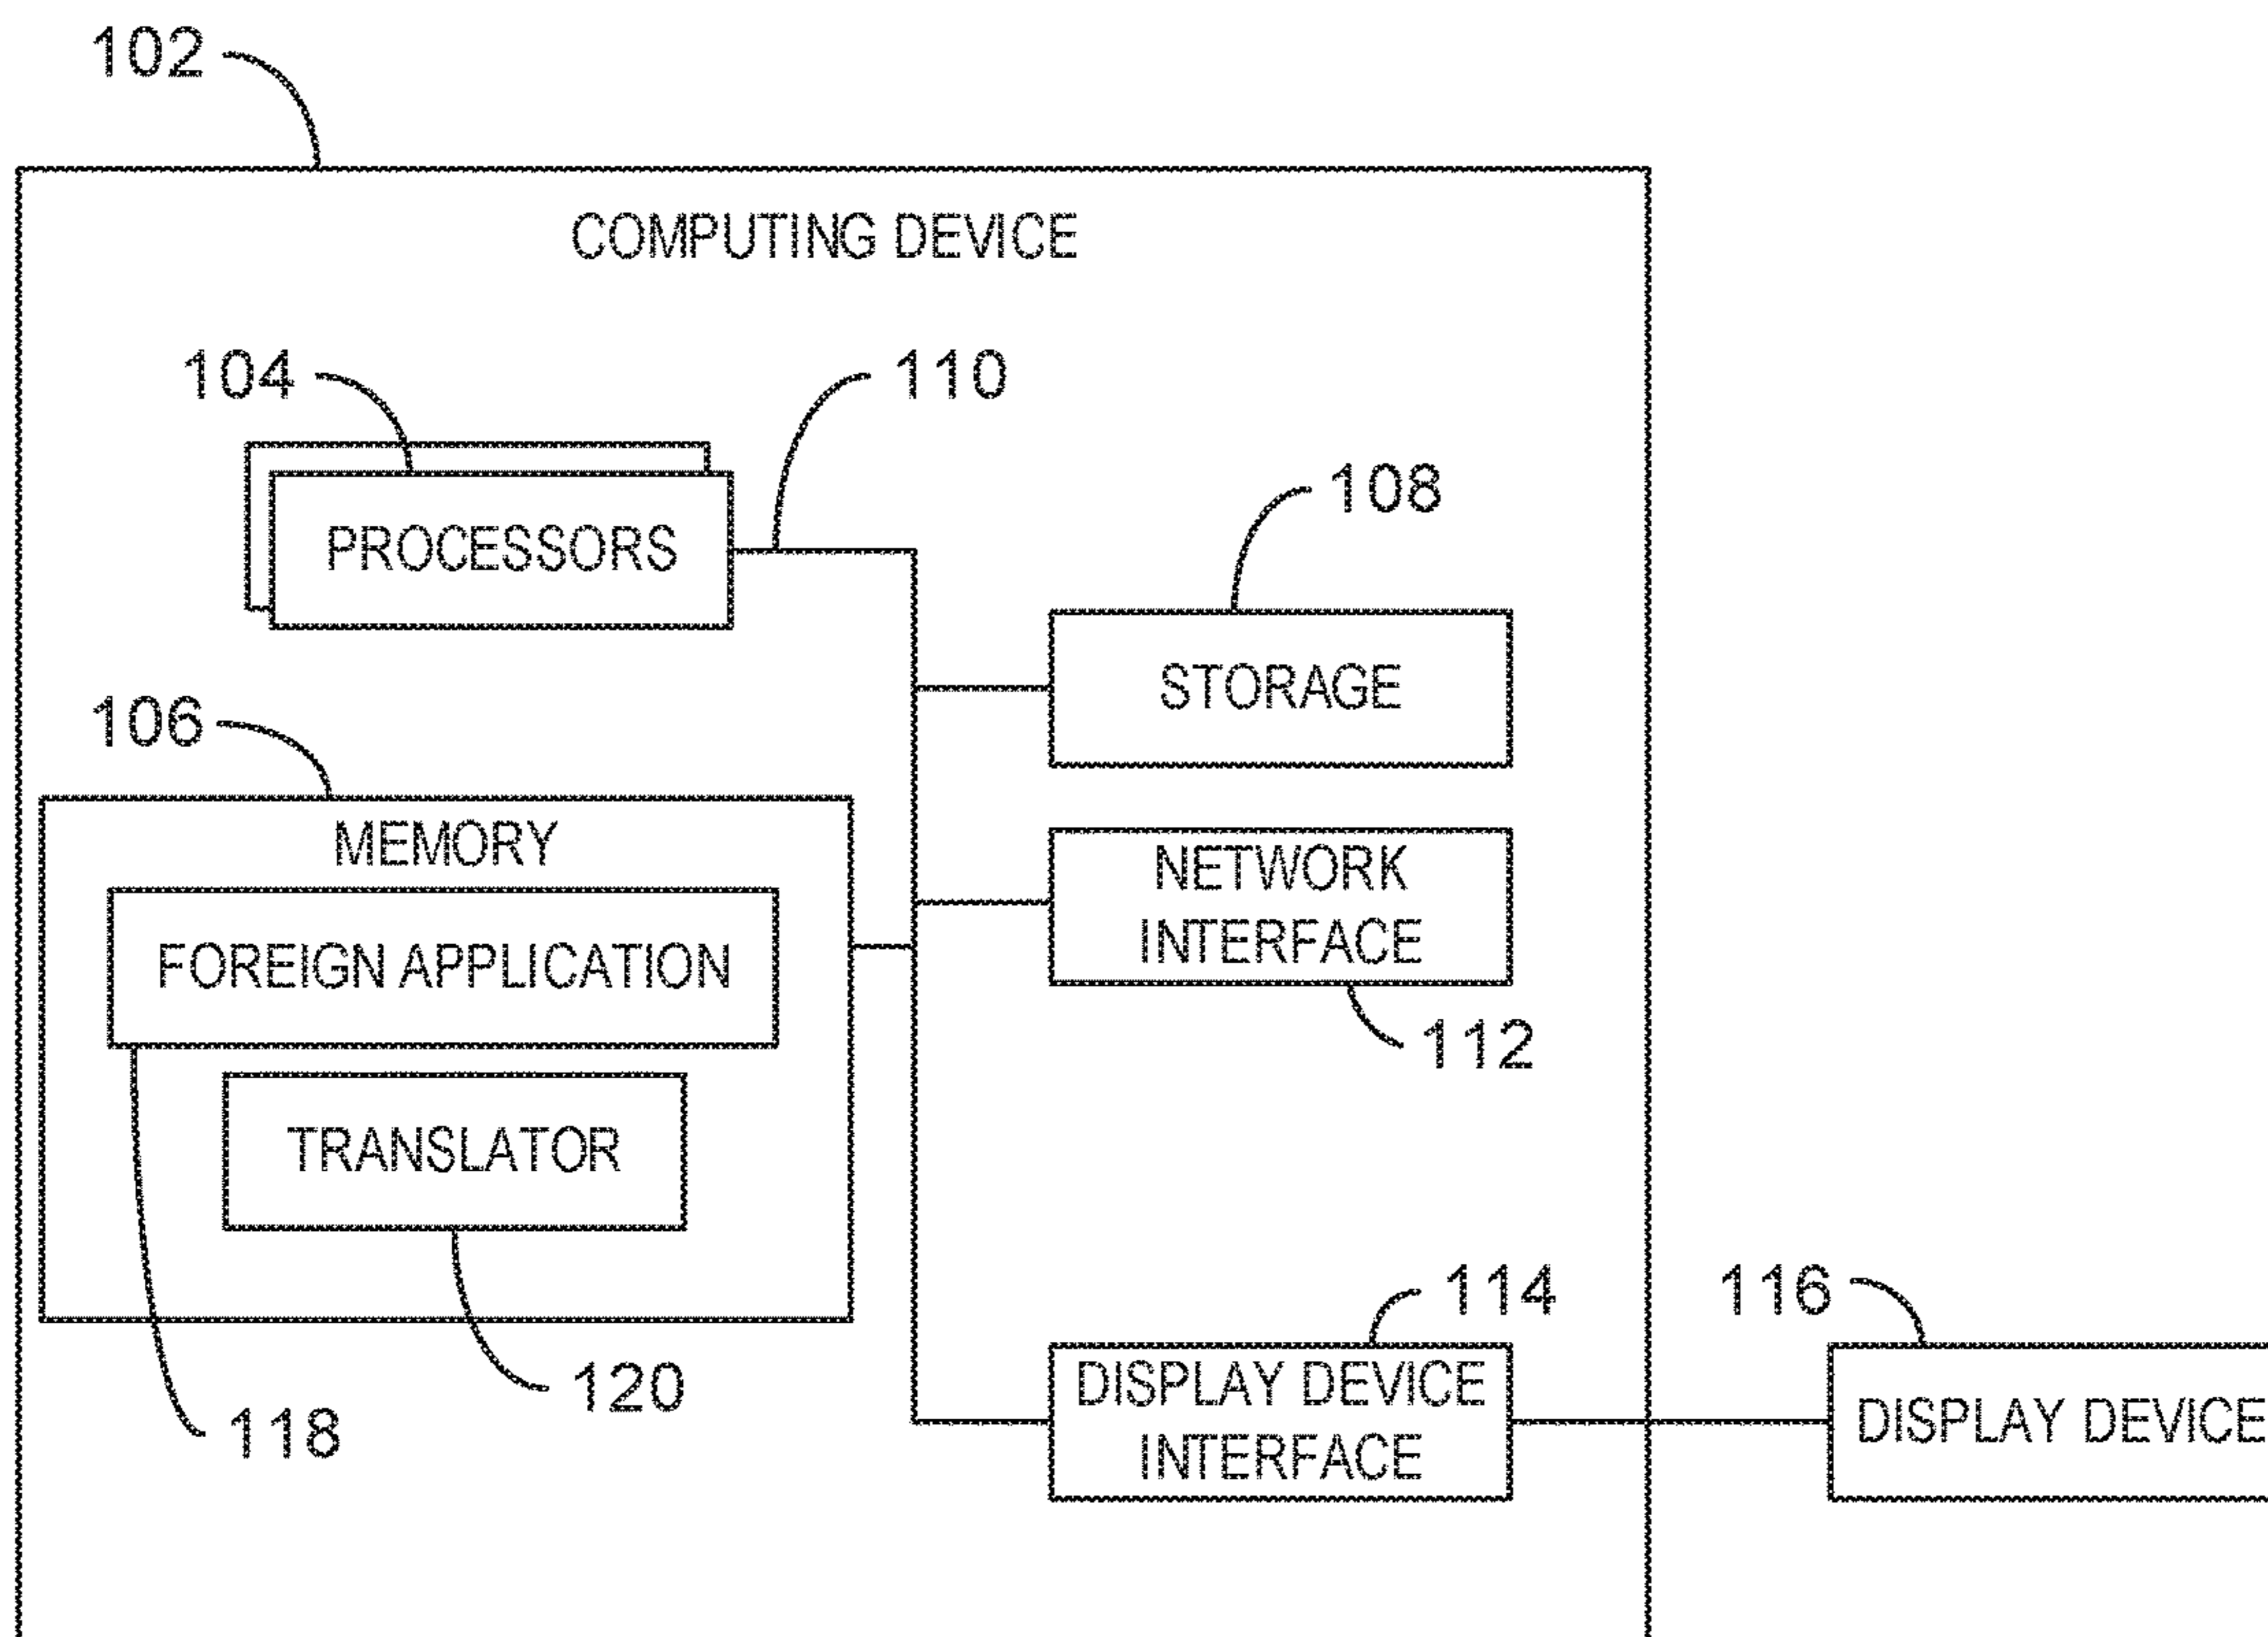 102
COMPUTING DEVICE
104
110
PROCESSORS
108
STORAGE
106
MEMORY
FOREIGN APPLICATION
TRANSLATOR
NETWORK
INTERFACE
112
118
120
114
DISPLAY DEVICE
INTERFACE
116
DISPLAY DEVICE